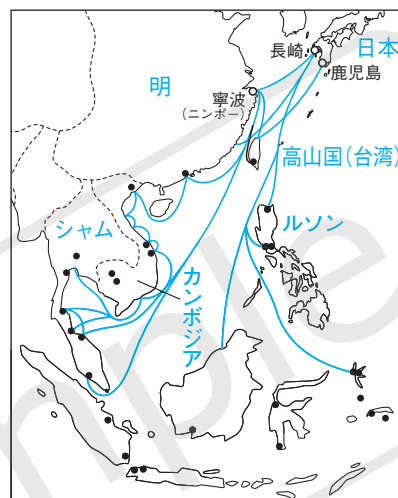 長崎
日本
鹿児島
明
寧波
(ニンポー)
高山国(台湾)
シャム
ルソン
カンボジア
mple